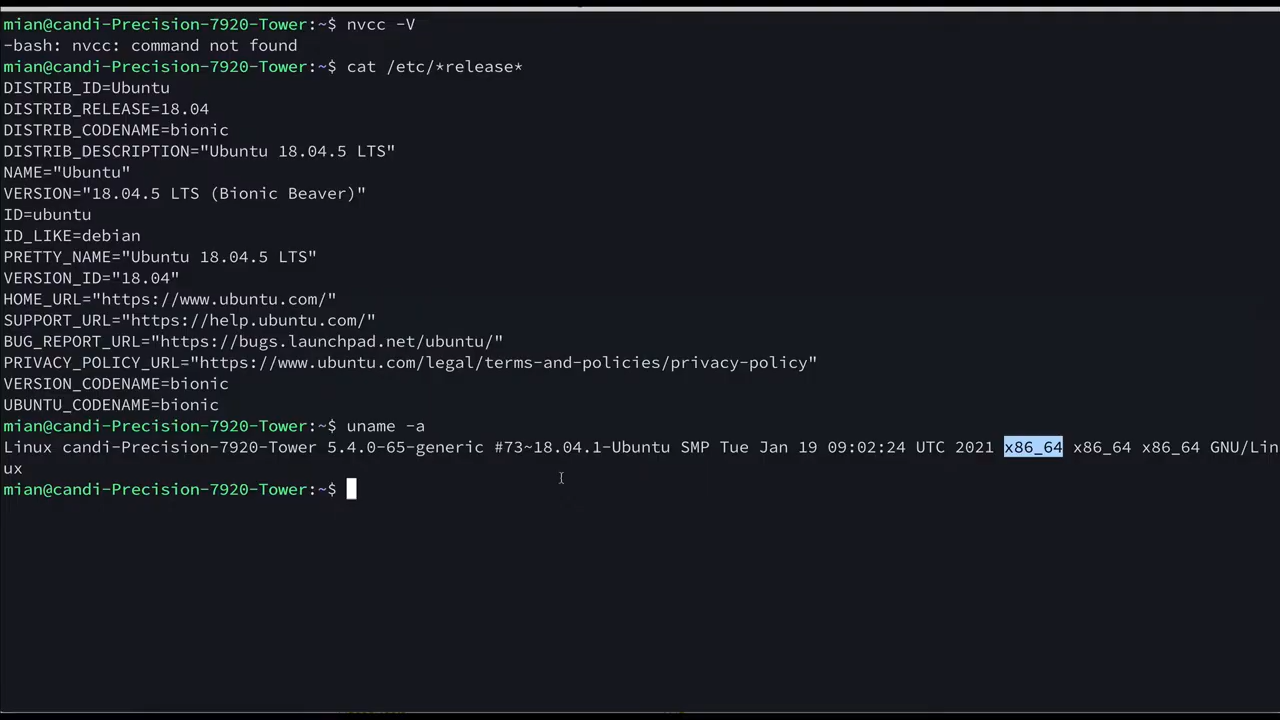 mian@candi-Precision-7920-Tower:~$ nvcc -V
-bash: nvcc: command not found
mian@candi-Precision-7920-Tower:~$ cat /etc/*release*
DISTRIB_ID=Ubuntu
DISTRIB_RELEASE=18.04
DISTRIB_CODENAME=bionic
DISTRIB_DESCRIPTION="Ubuntu 18.04.5 LTS"
NAME="Ubuntu"
VERSION="18.04.5 LTS (Bionic Beaver)"
ID=ubuntu
ID_LIKE=debian
PRETTY_NAME="Ubuntu 18.04.5 LTS"
VERSION_ID="18.04"
HOME_URL="https://www.ubuntu.com/"
SUPPORT_URL="https://help.ubuntu.com/"
BUG_REPORT_URL="https://bugs.launchpad.net/ubuntu/"
PRIVACY_POLICY_URL="https://www.ubuntu.com/legal/terms-and-policies/privacy-policy"
VERSION_CODENAME=bionic
UBUNTU_CODENAME=bionic
mian@candi-Precision-7920-Tower:~$ uname -a
Linux candi-Precision-7920-Tower 5.4.0-65-generic #73~18.04.1-Ubuntu SMP Tue Jan 19 09:02:24 UTC 2021 x86_64 x86_64 x86_64 GNU/Lin
ux
mian@candi-Precision-7920-Tower:~$